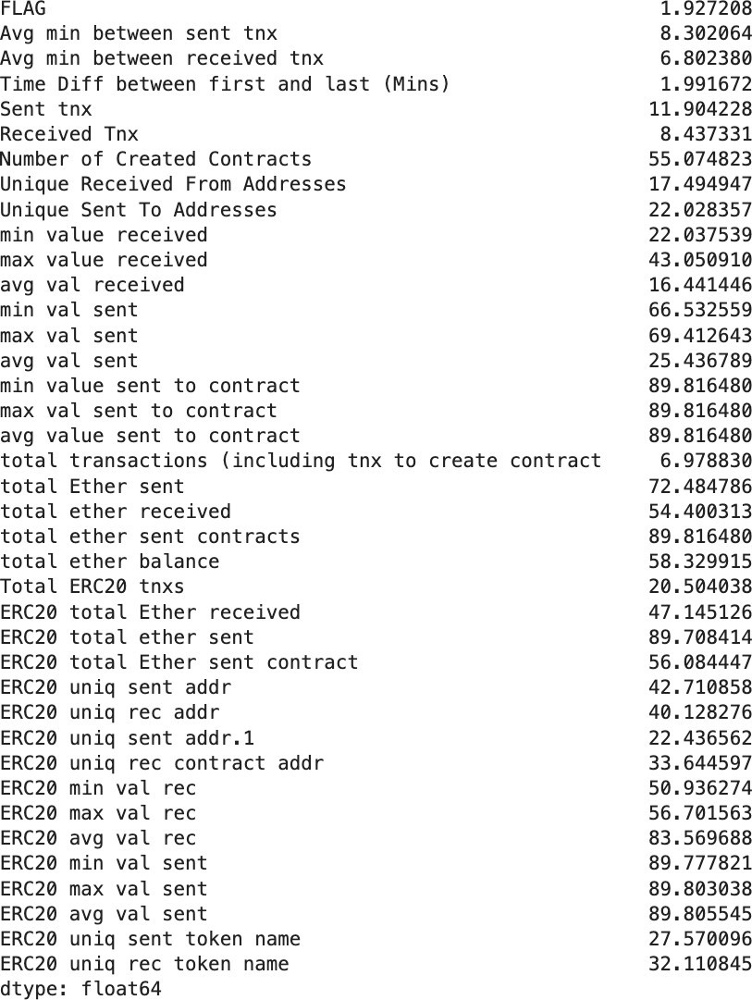 FLAG 1.927208
Avg min between sent tnx 8.302064
Avg min between received tnx 6.802380
Time Diff between first and last (Mins) 1.991672
Sent tnx 11.904228
Received Tnx 8.437331
Number of Created Contracts 55.074823
Unique Received From Addresses 17.494947
Unique Sent To Addresses 22.028357
min value received 22.037539
max value received 43.050910
avg val received 16.441446
min val sent 66.532559
max val sent 69.412643
avg val sent 25.436789
min value sent to contract 89.816480
max val sent to contract 89.816480
avg value sent to contract 89.816480
total transactions (including tnx to create contract 6.978830
total Ether sent 72.484786
total ether received 54.400313
total ether sent contracts 89.816480
total ether balance 58.329915
Total ERC20 tnxs 20.504038
ERC20 total Ether received 47.145126
ERC20 total ether sent 89.708414
ERC20 total Ether sent contract 56.084447
ERC20 uniq sent addr 42.710858
ERC20 uniq rec addr 40.128276
ERC20 uniq sent addr.1 22.436562
ERC20 uniq rec contract addr 33.644597
ERC20 min val rec 50.936274
ERC20 max val rec 56.701563
ERC20 avg val rec 83.569688
ERC20 min val sent 89.777821
ERC20 max val sent 89.803038
ERC20 avg val sent 89.805545
ERC20 uniq sent token name 27.570096
ERC20 uniq rec token name 32.110845
dtype: float64